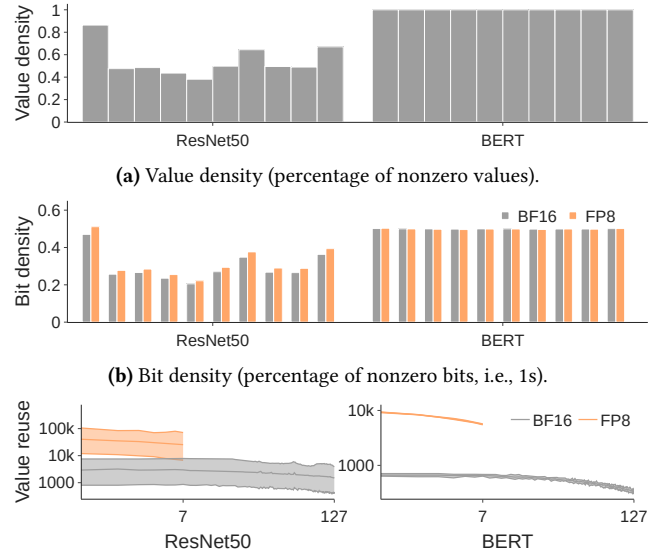 Value density
1
0.8
0.6
0.4
0.2
0
ResNet50 BERT
(a) Value density (percentage of nonzero values).
Bit density
0.6
0.4
0.2
0
BF16 FP8
ResNet50 BERT
(b) Bit density (percentage of nonzero bits, i.e., 1s).
Value reuse
100k
10k
1000
7 127
ResNet50
10k
1000
BF16 FP8
7 127
BERT